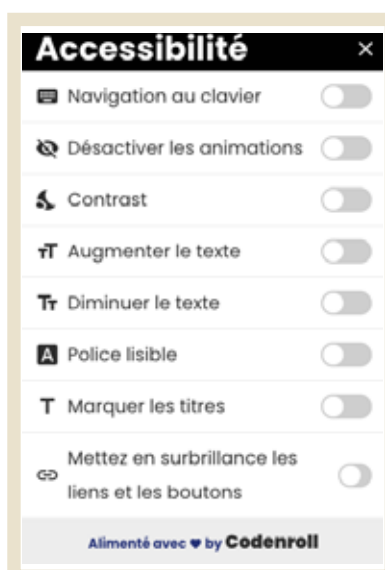 Accessibilité
Navigation au clavier
Désactiver les animations
Contrast
Augmenter le texte
Diminuer le texte
Police lisible
Marquer les titres
Mettez en surbrillance les
liens et les boutons
Alimenté avec ♥ by Codenroll